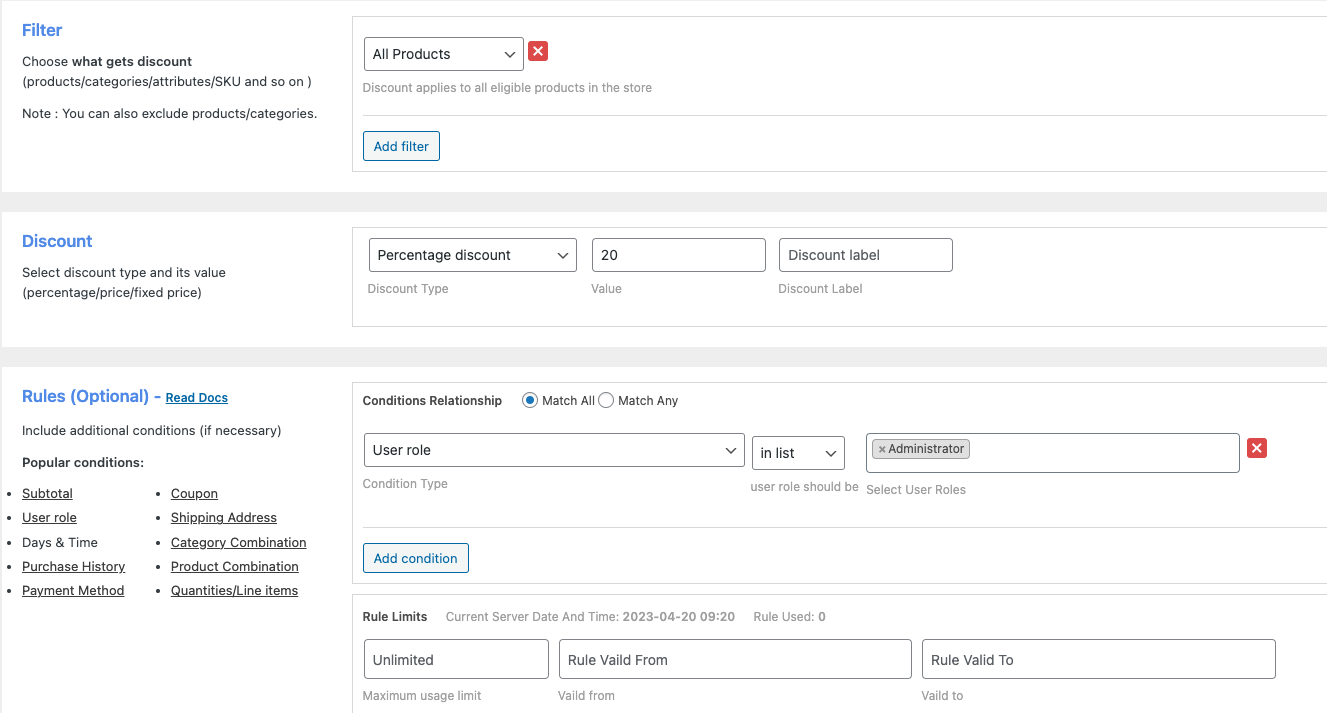 Filter
Choose what gets discount
(products/categories/attributes/SKU and so on )
Note : You can also exclude products/categories.
All Products
Discount applies to all eligible products in the store
Add filter
Discount
Select discount type and its value
(percentage/price/fixed price)
Percentage discount
20
Discount label
Discount Type
Value
Discount Label
Rules (Optional) - Read Docs
Include additional conditions (if necessary)
Popular conditions:
• Subtotal
• User role
• Days & Time
• Purchase History
• Payment Method
• Coupon
• Shipping Address
• Category Combination
• Product Combination
• Quantities/Line items
Conditions Relationship Match All Match Any
User role
in list
× Administrator
Condition Type
user role should be
Select User Roles
Add condition
Rule Limits Current Server Date And Time: 2023-04-20 09:20 Rule Used: 0
Unlimited
Rule Vaild From
Rule Valid To
Maximum usage limit
Vaild from
Vaild to